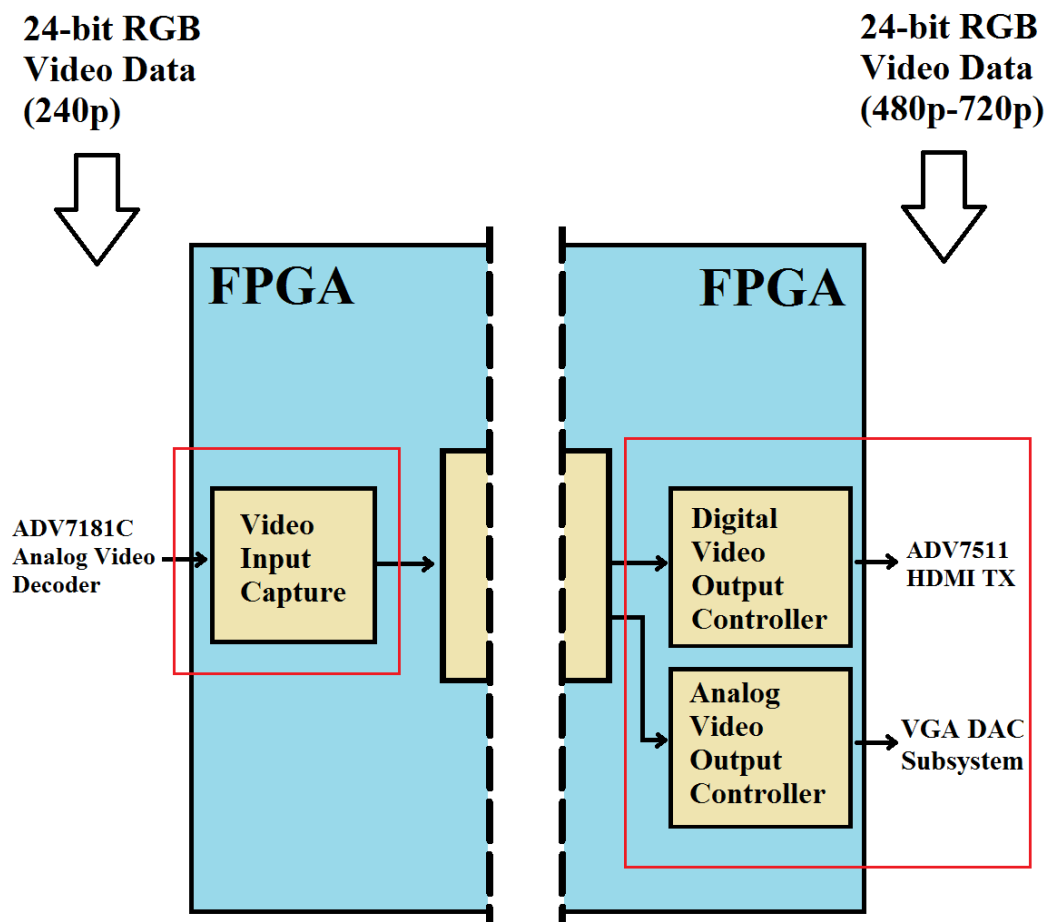 24-bit RGB
Video Data
(240p)
24-bit RGB
Video Data
(480p-720p)
FPGA
FPGA
ADV7181C
Analog Video
Decoder
Video
Input
Capture
Digital
Video
Output
Controller
ADV7511
HDMI TX
Analog
Video
Output
Controller
VGA DAC
Subsystem